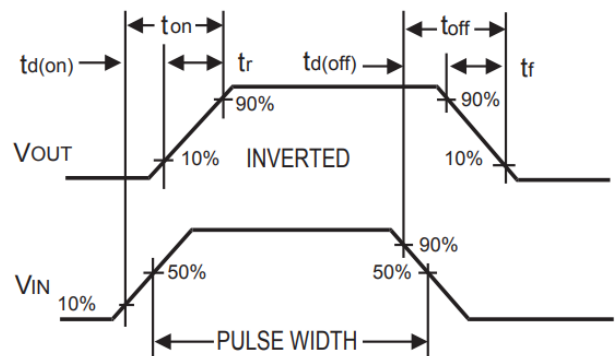 ton
toff
td(on)
tr
td(off)
tf
90%
90%
VOUT
10%
INVERTED
10%
90%
50%
50%
VIN
10%
PULSE WIDTH